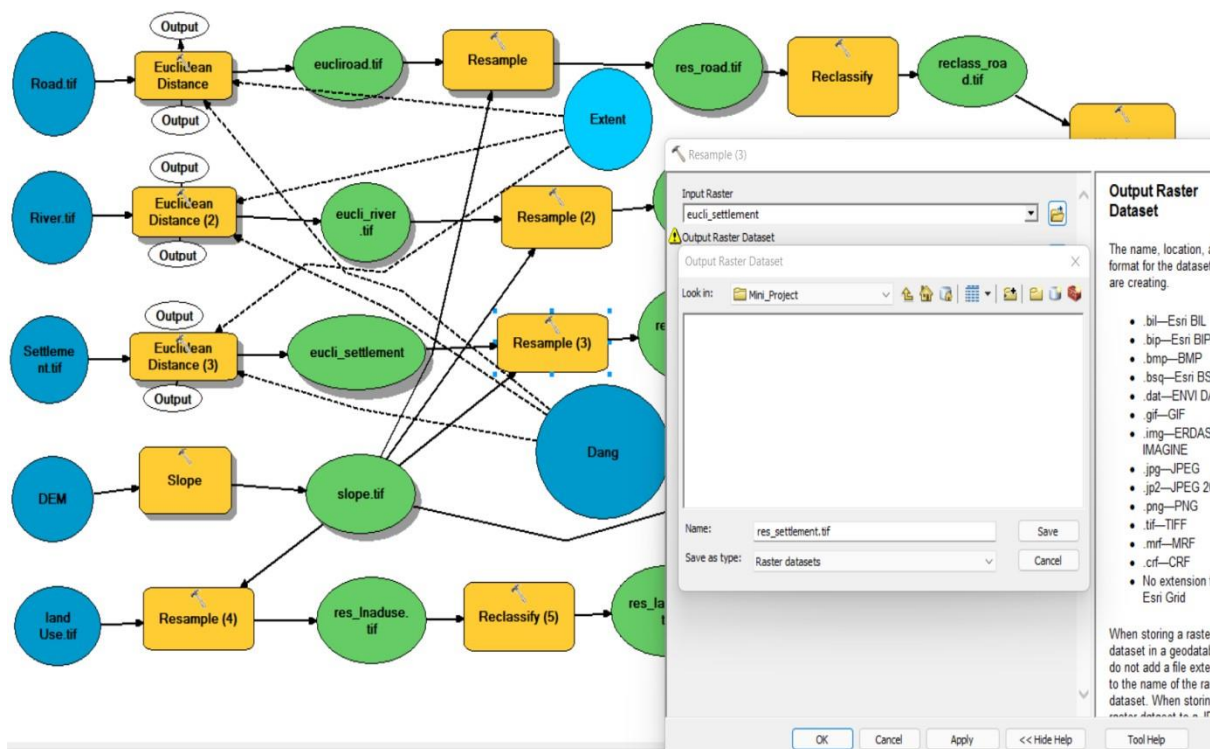 Output
Road.tif
Euclidean
Distance
Output
eucliroad.tif
Resample
res_road.tif
Reclassify
reclass_roa
d.tif
Extent
Output
River.tif
Euclidean
Distance (2)
Output
eucli_river
.tif
Resample (2)
Output
Settleme
nt.tif
Euclidean
Distance (3)
Output
eucli_settlement
Resample (3)
re
Dang
DEM
Slope
slope.tif
land
Use.tif
Resample (4)
res_lnaduse.
tif
Reclassify (5)
res_la
t
Resample (3)
Input Raster
eucli_settlement
Output Raster Dataset
Output Raster Dataset
Look in:
Mini_Project
Name:
res_settlement.tif
Save
Save as type:
Raster datasets
Cancel
OK
Cancel
Apply
<< Hide Help
Tool Help
Output Raster
Dataset
The name, location, a
format for the dataset
are creating.
• .bil—Esri BIL
• .bip—Esri BIP
• .bmp—BMP
• .bsq—Esri BS
• .dat—ENVI DA
• .gif—GIF
• .img—ERDAS
IMAGINE
• .jpg—JPEG
• .jp2—JPEG 20
• .png—PNG
• .tif—TIFF
• .mrf—MRF
• .crf—CRF
• No extension f
Esri Grid
When storing a raste
dataset in a geodatal
do not add a file exte
to the name of the ra
dataset. When storin